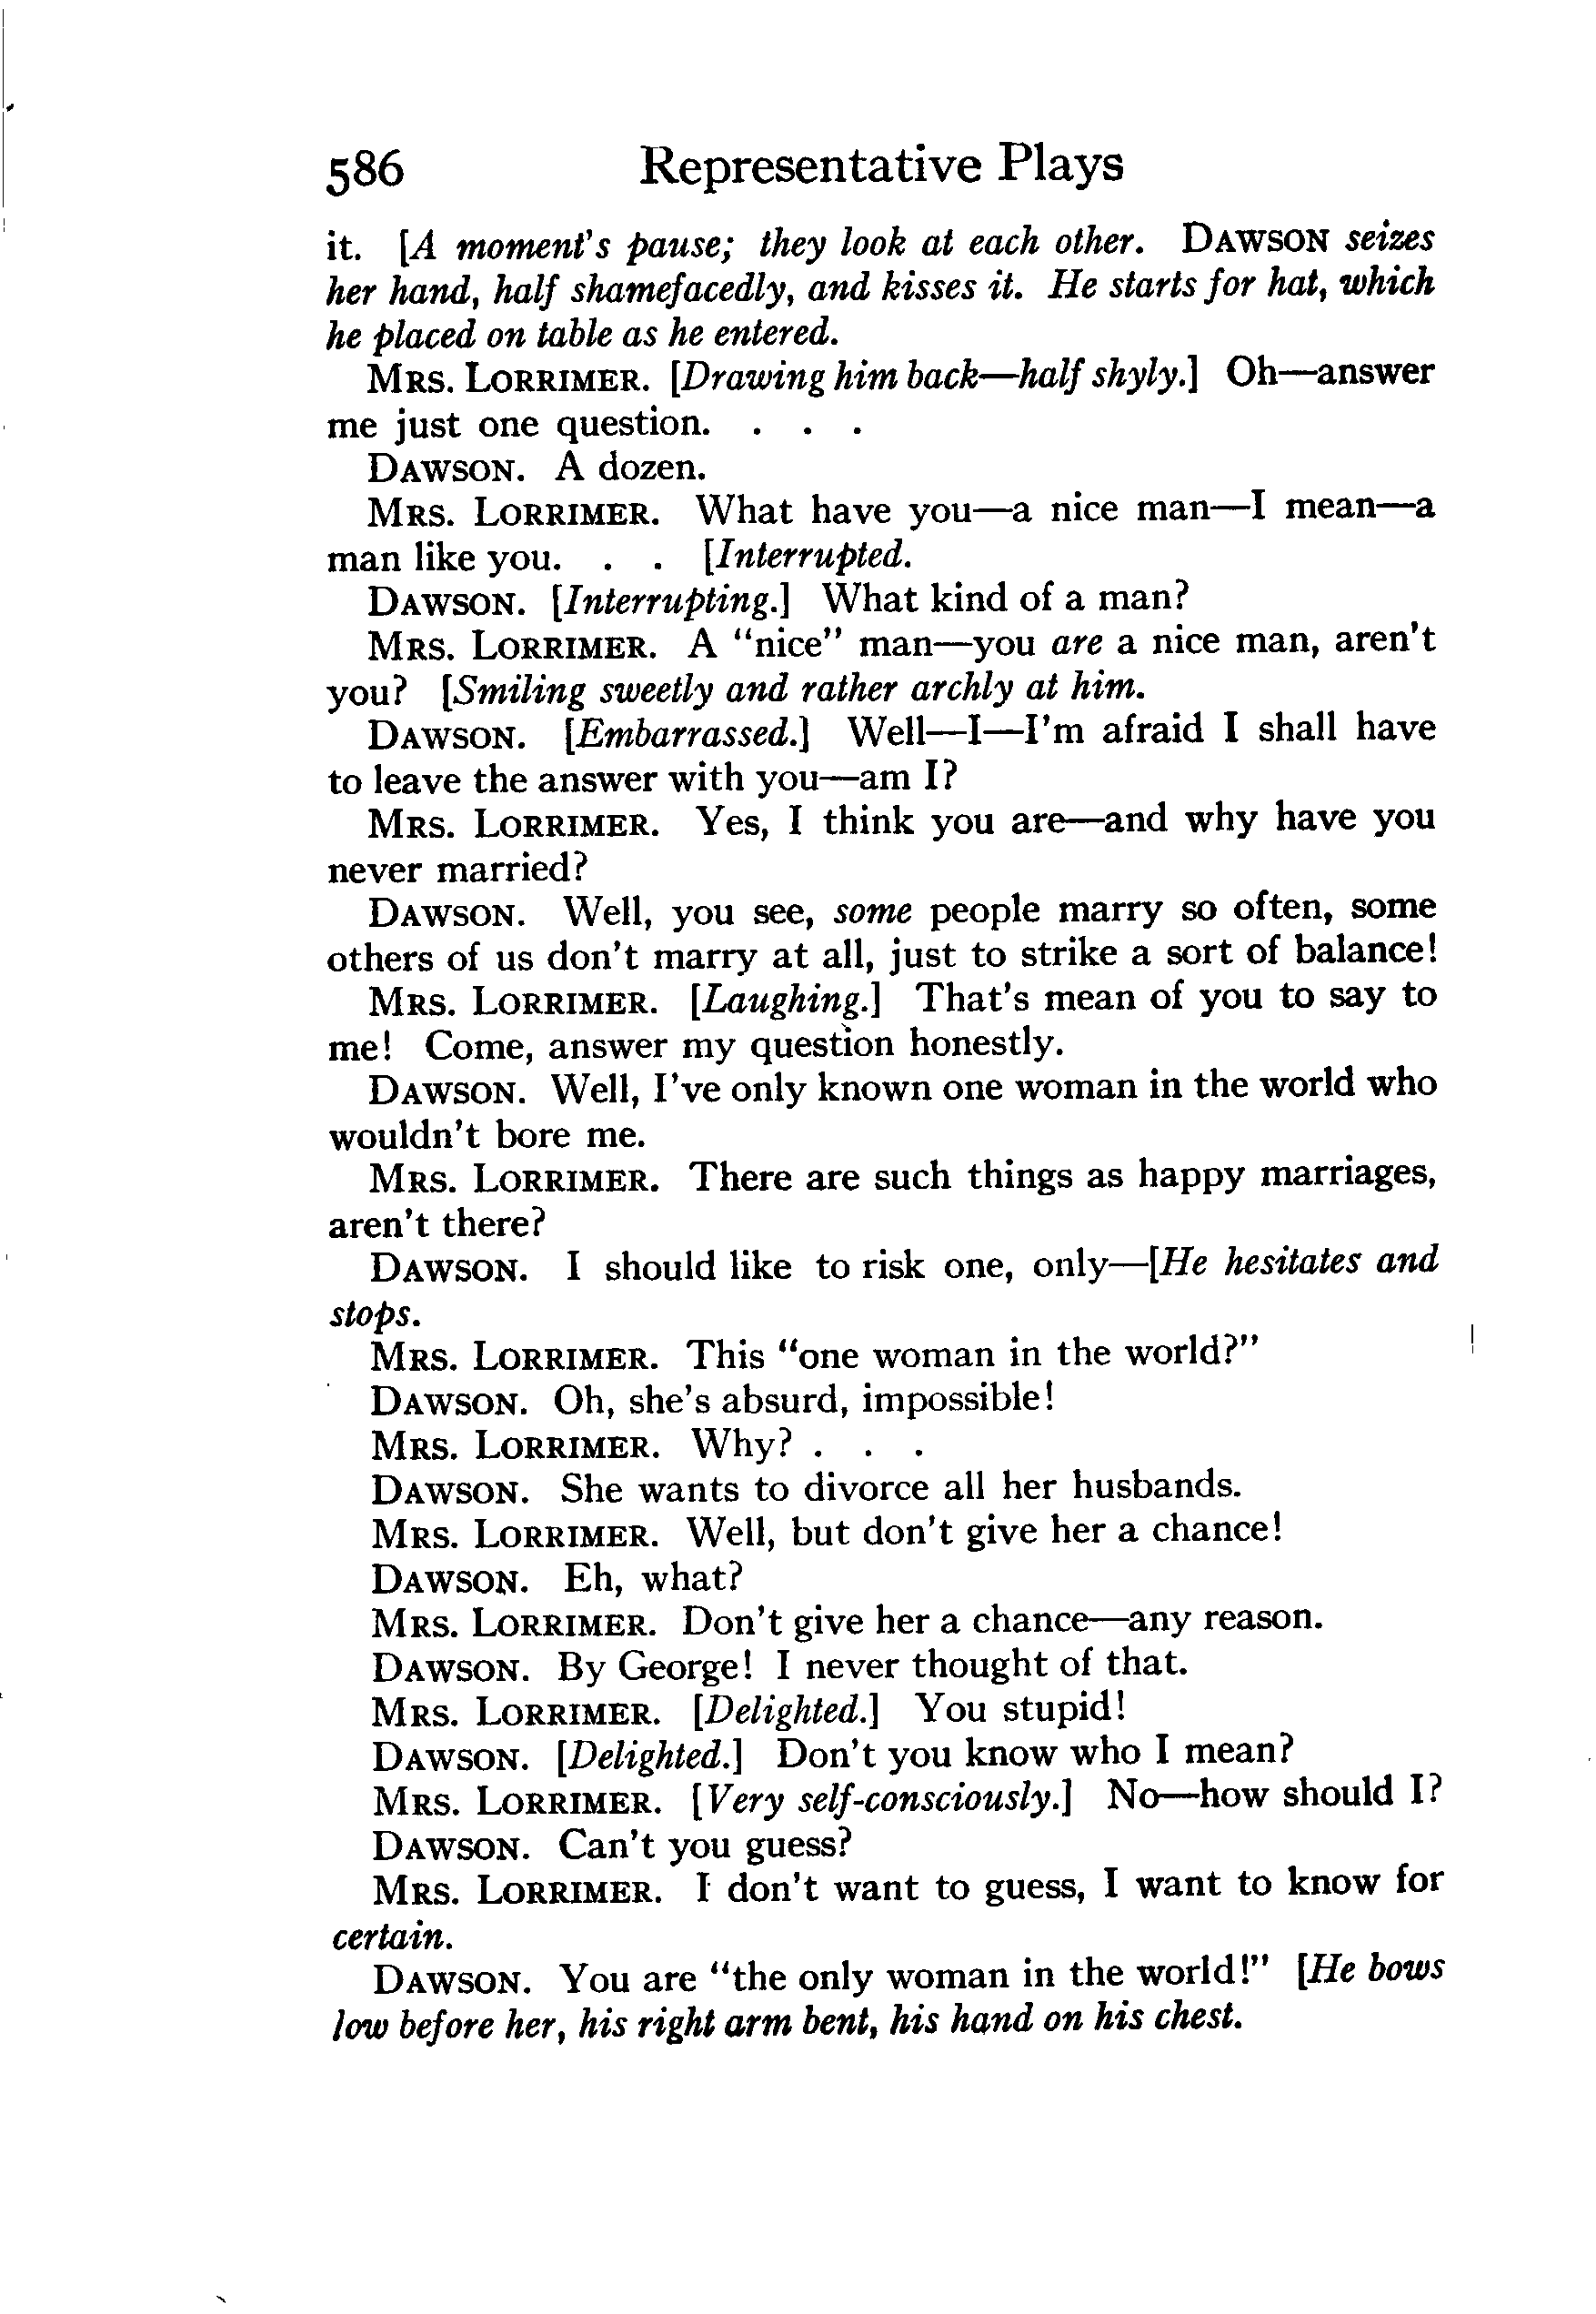 586 Representative Plays
it. [A moment's pause; they look at each other. DAWSON seizes
her hand, half shamefacedly, and kisses it. He starts for hat, which
he placed on table as he entered.
MRS. LORRIMER. [Drawing him back—half shyly.] Oh—answer
me just one question. . . .
DAWSON. A dozen.
MRS. LORRIMER. What have you—a nice man—I mean—a
man like you. . . [Interrupted.
DAWSON. [Interrupting.] What kind of a man?
MRS. LORRIMER. A "nice" man—you are a nice man, aren't
you? [Smiling sweetly and rather archly at him.
DAWSON. [Embarrassed.] Well—I—I'm afraid I shall have
to leave the answer with you—am I?
MRS. LORRIMER. Yes, I think you are—and why have you
never married?
DAWSON. Well, you see, some people marry so often, some
others of us don't marry at all, just to strike a sort of balance!
MRS. LORRIMER. [Laughing.] That's mean of you to say to
me! Come, answer my question honestly.
DAWSON. Well, I've only known one woman in the world who
wouldn't bore me.
MRS. LORRIMER. There are such things as happy marriages,
aren't there?
DAWSON. I should like to risk one, only—[He hesitates and
stops.
MRS. LORRIMER. This "one woman in the world?"
DAWSON. Oh, she's absurd, impossible!
MRS. LORRIMER. Why? . . .
DAWSON. She wants to divorce all her husbands.
MRS. LORRIMER. Well, but don't give her a chance!
DAWSON. Eh, what?
MRS. LORRIMER. Don't give her a chance—any reason.
DAWSON. By George! I never thought of that.
MRS. LORRIMER. [Delighted.] You stupid!
DAWSON. [Delighted.] Don't you know who I mean?
MRS. LORRIMER. [Very self-consciously.] No—how should I?
DAWSON. Can't you guess?
MRS. LORRIMER. I don't want to guess, I want to know for
certain.
DAWSON. You are "the only woman in the world!" [He bows
low before her, his right arm bent, his hand on his chest.